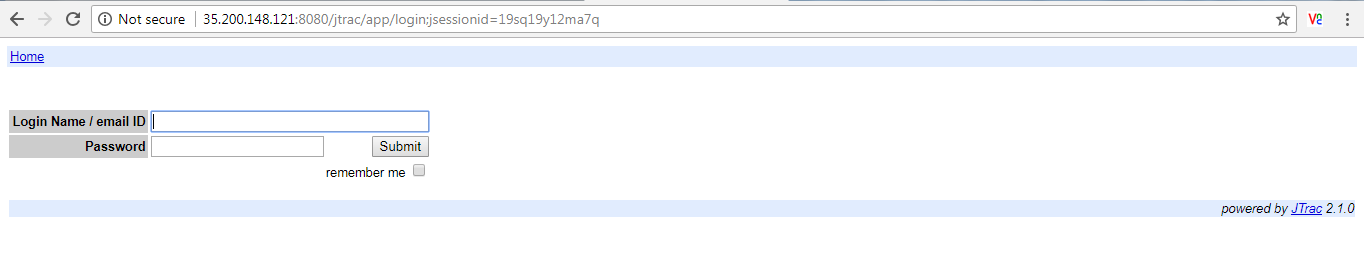 Not secure 35.200.148.121:8080/jtrac/app/login;jsessionid=19sq19y12ma7q
Home
Login Name / email ID
Password Submit
remember me
powered by JTrac 2.1.0